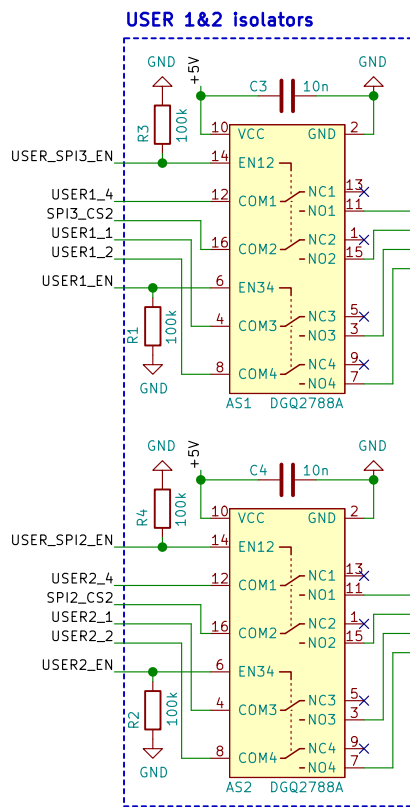 USER 1&2 isolators
GND
+5V
C3
10n
GND
R3
100k
10
VCC
GND
2
USER_SPI3_EN
14
EN12
USER1_4
12
COM1
NC1
13
NO1
11
SPI3_CS2
16
COM2
NC2
1
NO2
15
USER1_1
USER1_2
USER1_EN
6
EN34
R1
100k
4
COM3
NC3
5
NO3
3
8
COM4
NC4
9
NO4
7
GND
AS1
DGQ2788A
GND
+5V
C4
10n
GND
R4
100k
10
VCC
GND
2
USER_SPI2_EN
14
EN12
USER2_4
12
COM1
NC1
13
NO1
11
SPI2_CS2
16
COM2
NC2
1
NO2
15
USER2_1
USER2_2
USER2_EN
6
EN34
R2
100k
4
COM3
NC3
5
NO3
3
8
COM4
NC4
9
NO4
7
GND
AS2
DGQ2788A